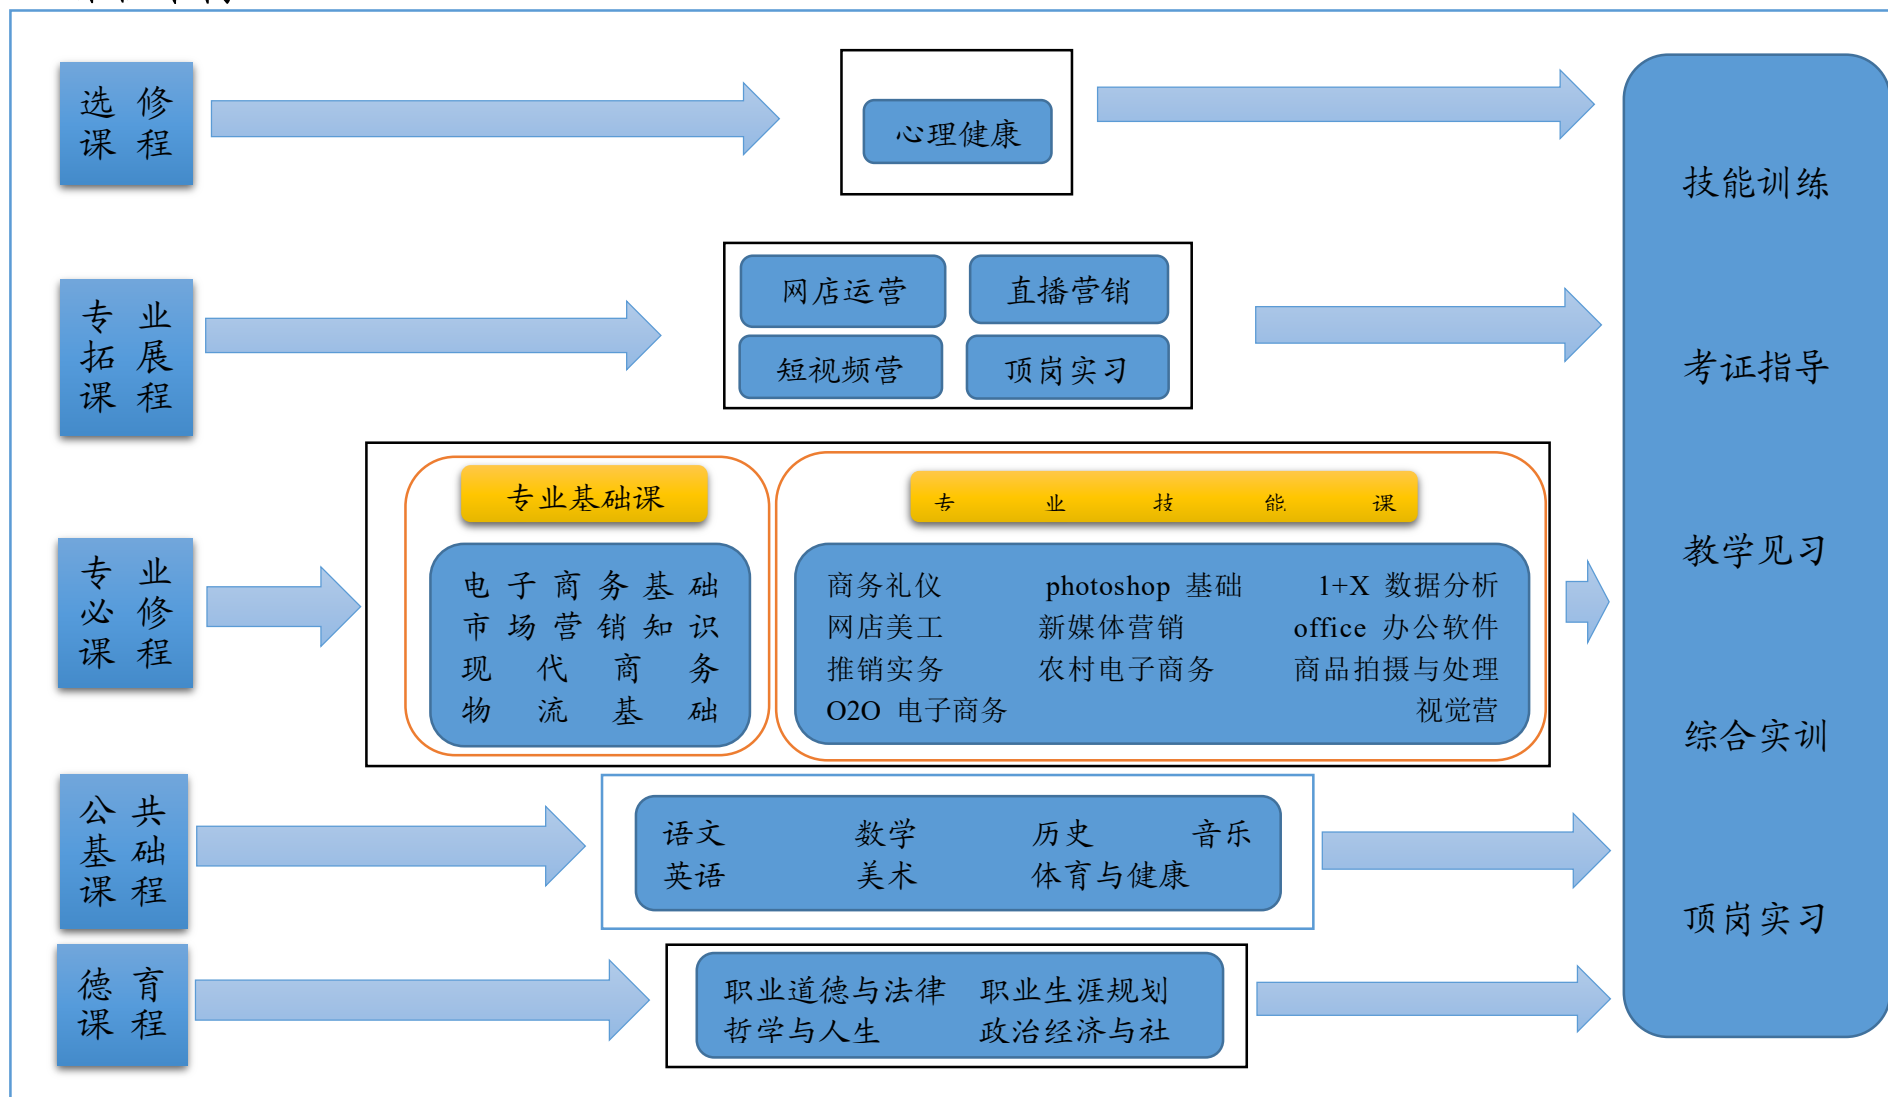 选修
课程
心理健康
专业
拓展
课程
网店运营
直播营销
短视频营
顶岗实习
专业
必修
课程
专业基础课
电子商务基础
市场营销知识
现代商务
物流基础
专业技能课
商务礼仪 photoshop 基础 1+X 数据分析
网店美工 新媒体营销 office 办公软件
推销实务 农村电子商务 商品拍摄与处理
O2O 电子商务 视觉营
公共
基础
课程
语文 数学 历史 音乐
英语 美术 体育与健康
德育
课程
职业道德与法律 职业生涯规划
哲学与人生 政治经济与社
技能训练
考证指导
教学见习
综合实训
顶岗实习